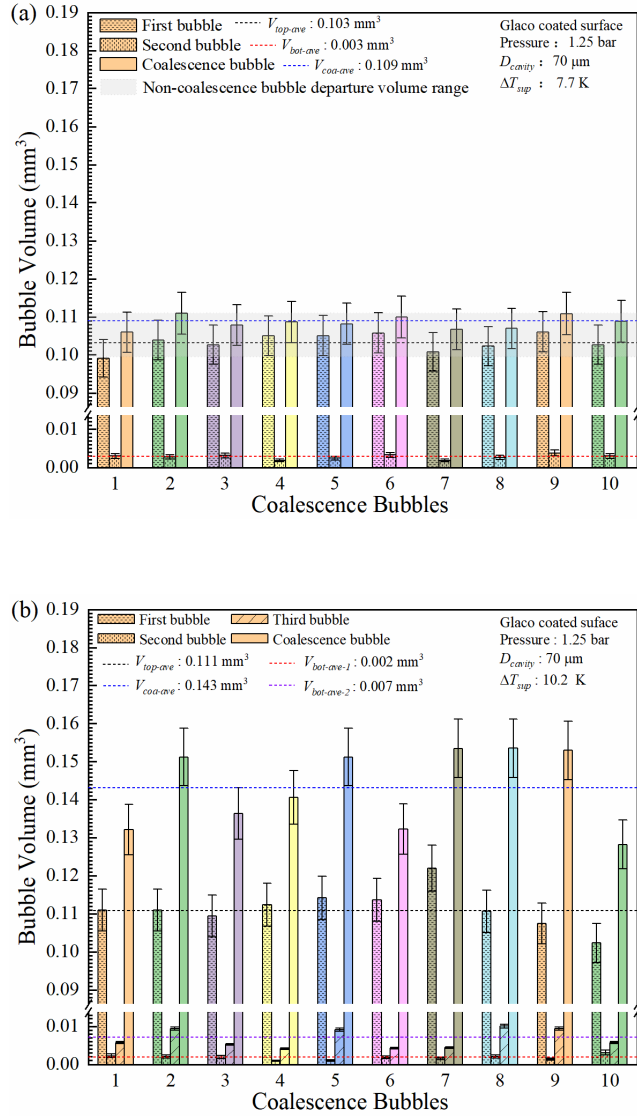 (a)
0.19
0.18
0.17
0.16
0.15
0.14
0.13
0.12
0.11
0.10
0.09
0.01
0.00
Bubble Volume (mm³)
First bubble
Second bubble
Coalescence bubble
Non-coalescence bubble departure volume range
V_top-ave : 0.103 mm³
V_bot-ave : 0.003 mm³
V_coa-ave : 0.109 mm³
Glaco coated surface
Pressure : 1.25 bar
D_cavity : 70 μm
ΔT_sup : 7.7 K
1 2 3 4 5 6 7 8 9 10
Coalescence Bubbles
(b)
0.19
0.18
0.17
0.16
0.15
0.14
0.13
0.12
0.11
0.10
0.09
0.01
0.00
Bubble Volume (mm³)
First bubble
Third bubble
Second bubble
Coalescence bubble
V_top-ave : 0.111 mm³
V_bot-ave-1 : 0.002 mm³
V_coa-ave : 0.143 mm³
V_bot-ave-2 : 0.007 mm³
Glaco coated suface
Pressure : 1.25 bar
D_cavity : 70 μm
ΔT_sup : 10.2 K
1 2 3 4 5 6 7 8 9 10
Coalescence Bubbles